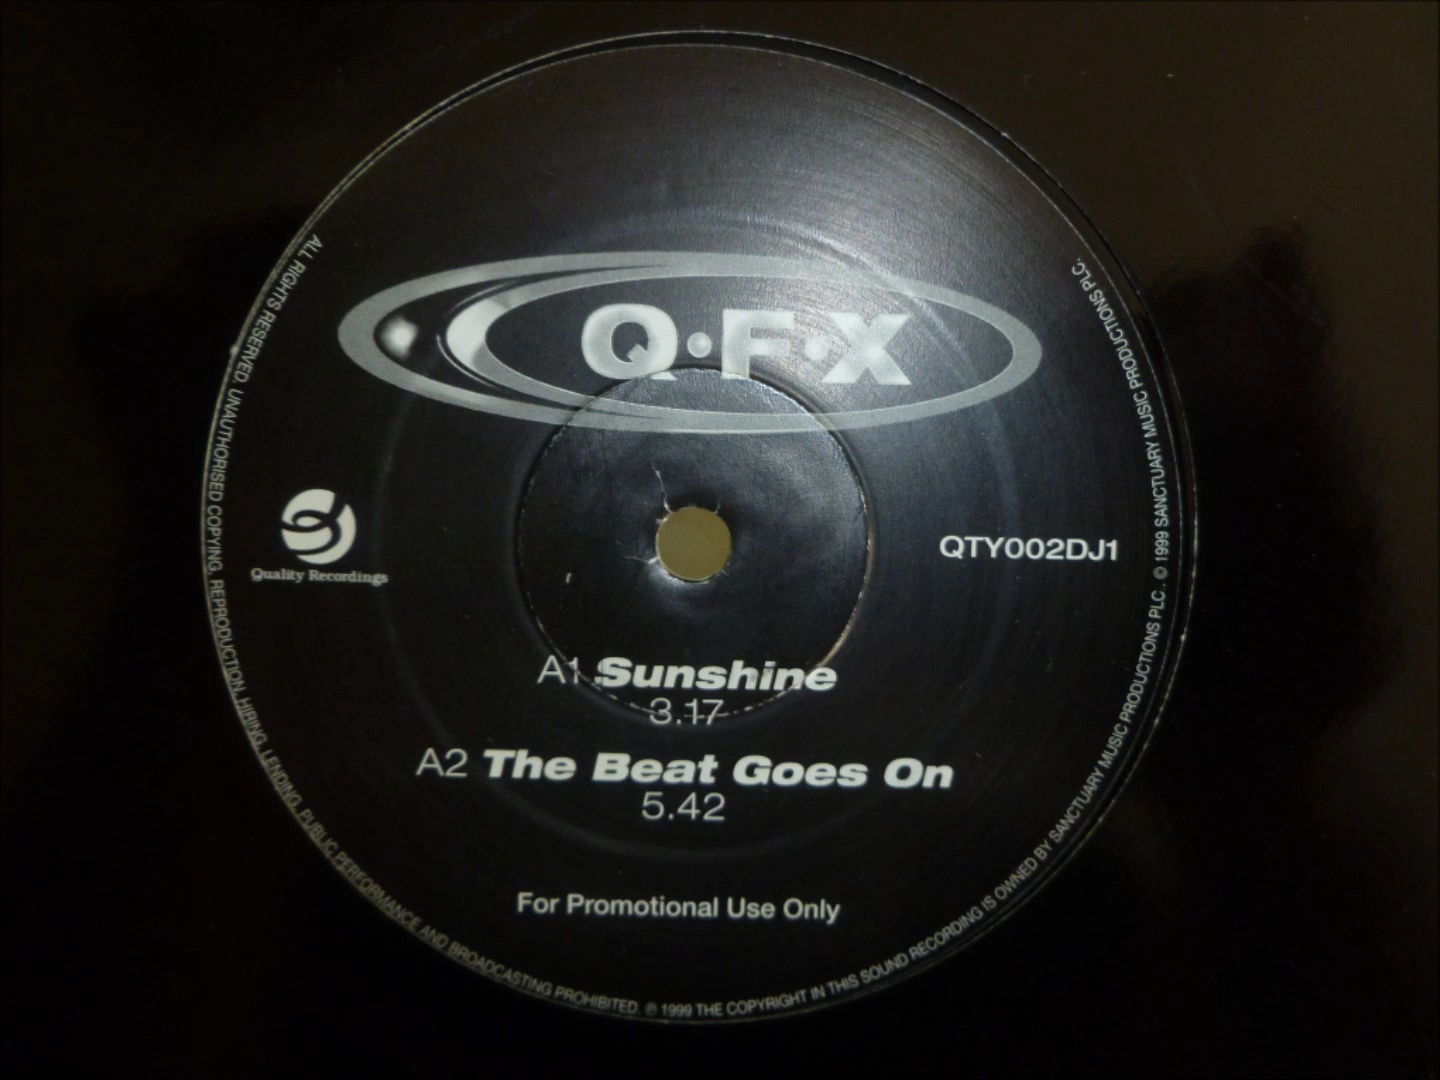 Q·F·X
Quality Recordings
QTY002DJ1
A1 Sunshine
3.17
A2 The Beat Goes On
5.42
For Promotional Use Only
ALL RIGHTS RESERVED. UNAUTHORISED COPYING, REPRODUCTION, HIRING, LENDING, PUBLIC PERFORMANCE AND BROADCASTING PROHIBITED. ℗ 1999 THE COPYRIGHT IN THIS SOUND RECORDING IS OWNED BY SANCTUARY MUSIC PRODUCTIONS PLC. © 1999 SANCTUARY MUSIC PRODUCTIONS PLC.